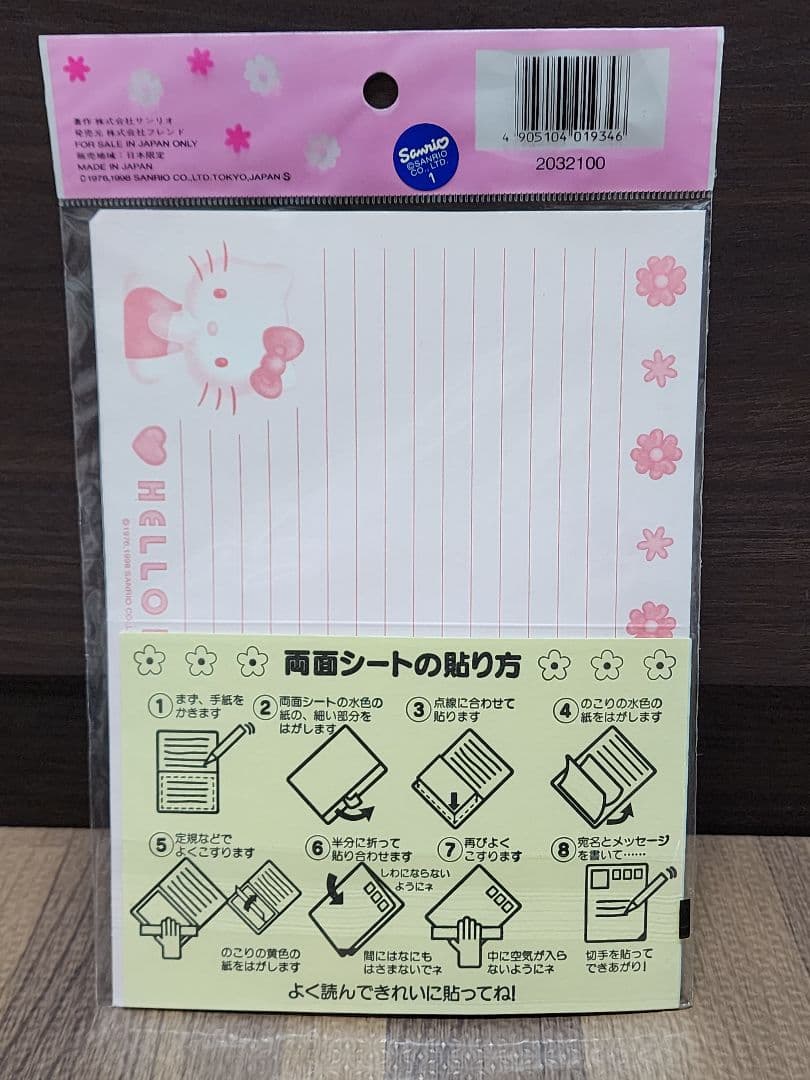 著作 株式会社サンリオ
発売元 株式会社フレンド
FOR SALE IN JAPAN ONLY
販売地域：日本限定
MADE IN JAPAN
©1976,1998 SANRIO CO.,LTD.TOKYO,JAPAN Ⓢ
Sanrio
©SANRIO
CO., LTD.
1
4 905104 019346
2032100
HELLO
©1976,1998 SANRIO CO.,L
両面シートの貼り方
① まず、手紙を
かきます
② 両面シートの水色の
紙の、細い部分を
はがします
③ 点線に合わせて
貼ります
④ のこりの水色の
紙をはがします
⑤ 定規などで
よくこすります
のこりの黄色の
紙をはがします
⑥ 半分に折って
貼り合わせます
しわにならない
ようにネ
間にはなにも
はさまないでネ
⑦ 再びよく
こすります
中に空気が入ら
ないようにネ
⑧ 宛名とメッセージ
を書いて……
切手を貼って
できあがり!
よく読んできれいに貼ってね!